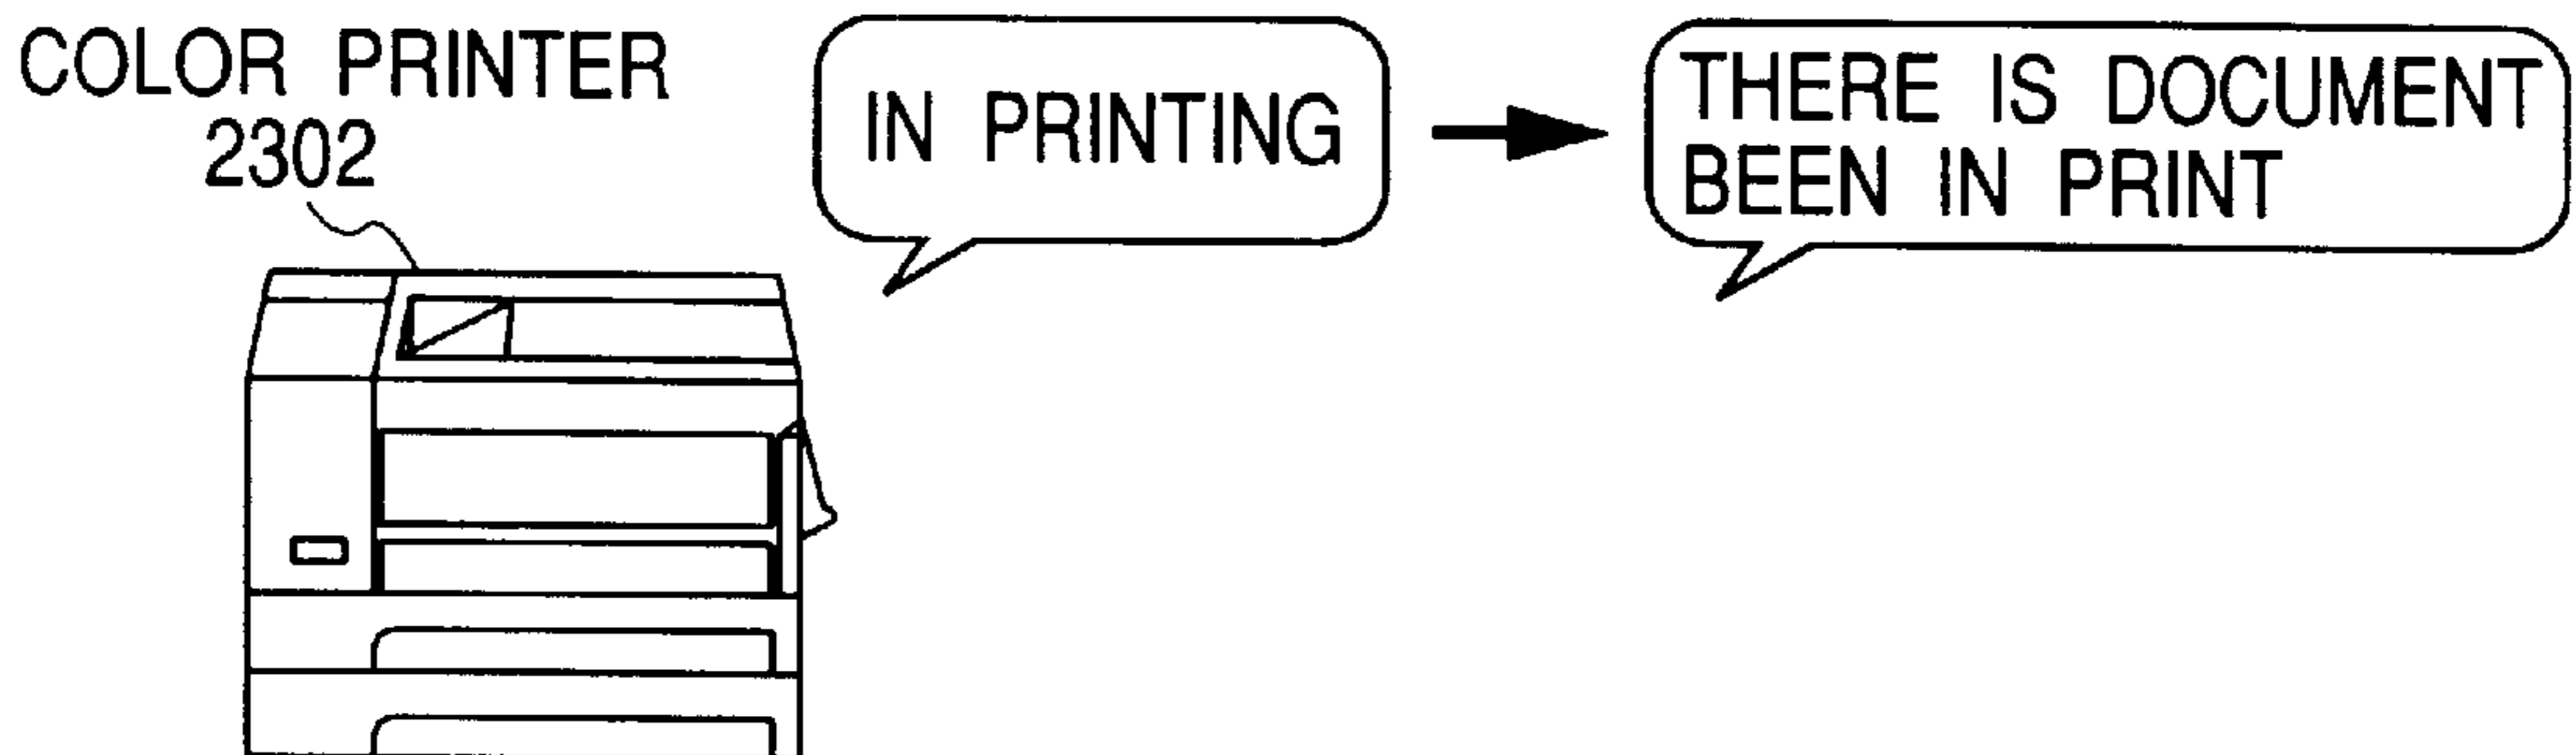 COLOR PRINTER
2302
IN PRINTING
THERE IS DOCUMENT
BEEN IN PRINT